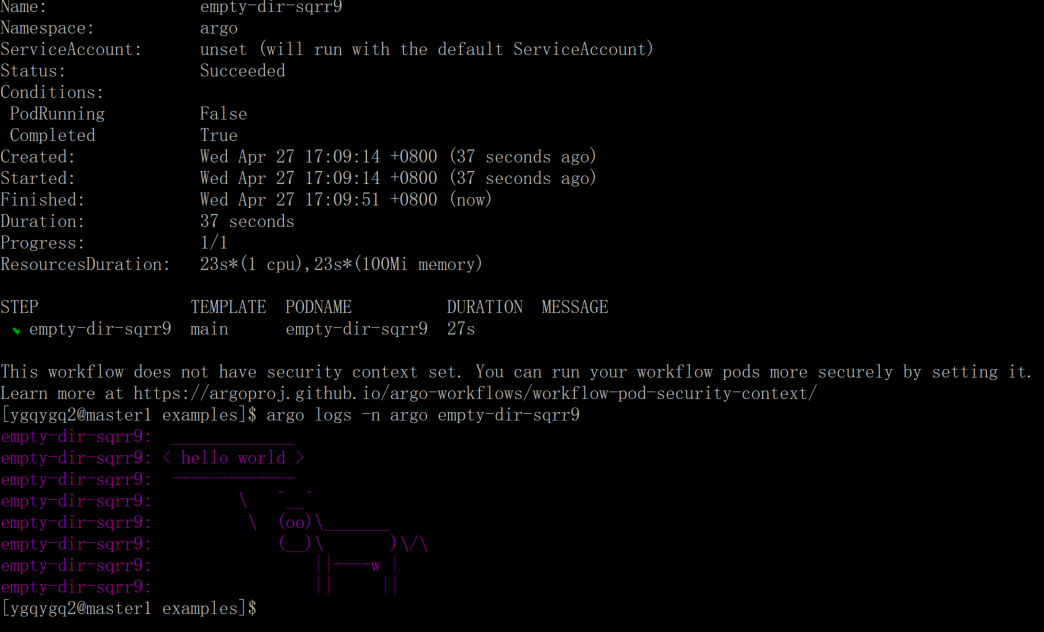 Name:                empty-dir-sqrr9
Namespace:           argo
ServiceAccount:      unset (will run with the default ServiceAccount)
Status:              Succeeded
Conditions:
 PodRunning          False
 Completed           True
Created:             Wed Apr 27 17:09:14 +0800 (37 seconds ago)
Started:             Wed Apr 27 17:09:14 +0800 (37 seconds ago)
Finished:            Wed Apr 27 17:09:51 +0800 (now)
Duration:            37 seconds
Progress:            1/1
ResourcesDuration:   23s*(1 cpu),23s*(100Mi memory)

STEP                TEMPLATE  PODNAME          DURATION  MESSAGE
 ✔ empty-dir-sqrr9  main      empty-dir-sqrr9  27s

This workflow does not have security context set. You can run your workflow pods more securely by setting it.
Learn more at https://argoproj.github.io/argo-workflows/workflow-pod-security-context/
[ygqygq2@master1 examples]$ argo logs -n argo empty-dir-sqrr9
empty-dir-sqrr9:  _____________
empty-dir-sqrr9: < hello world >
empty-dir-sqrr9:  -------------
empty-dir-sqrr9:         \   ^__^
empty-dir-sqrr9:          \  (oo)\_______
empty-dir-sqrr9:             (__)\       )\/\
empty-dir-sqrr9:                 ||----w |
empty-dir-sqrr9:                 ||     ||
[ygqygq2@master1 examples]$